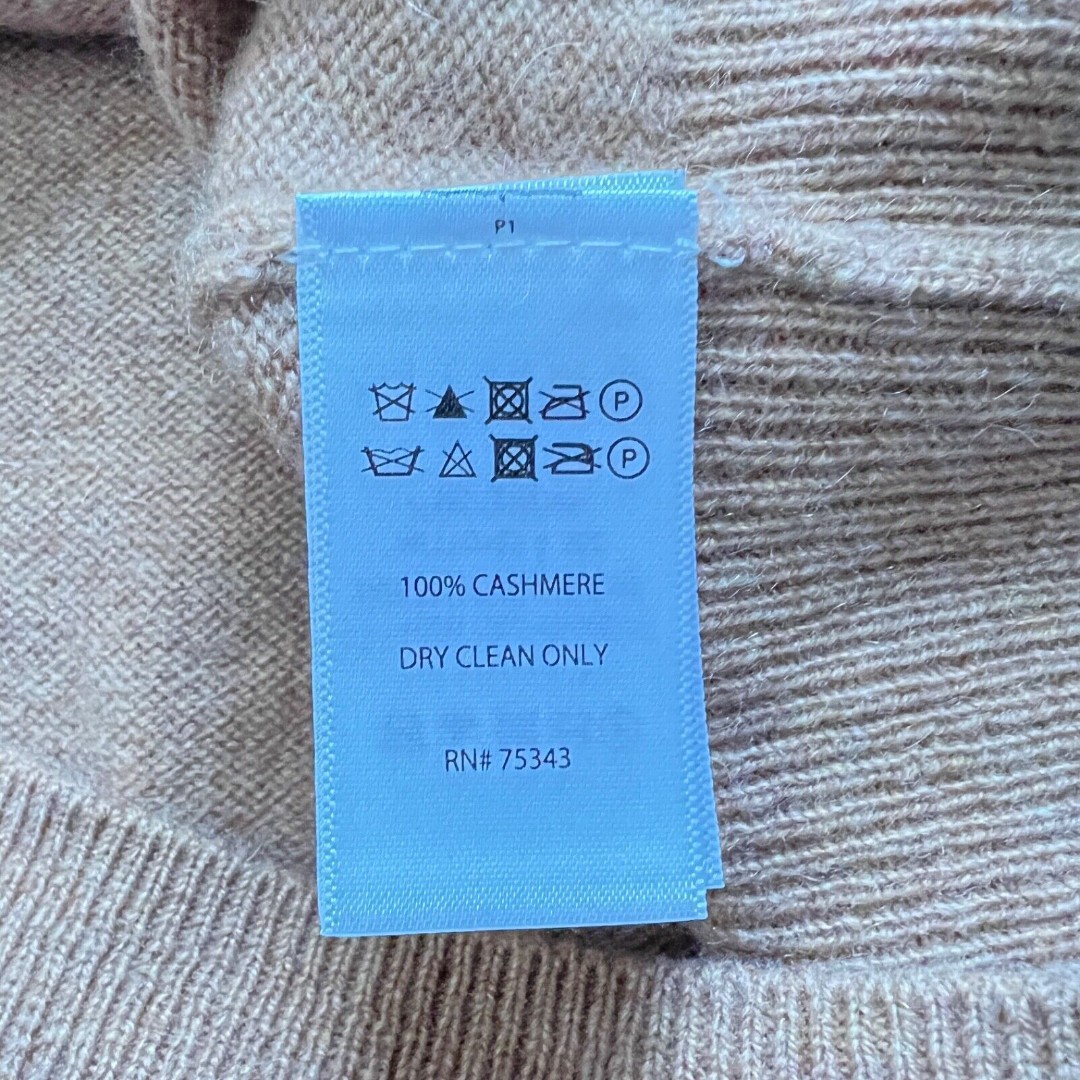 P1
P
P
100% CASHMERE
DRY CLEAN ONLY
RN# 75343